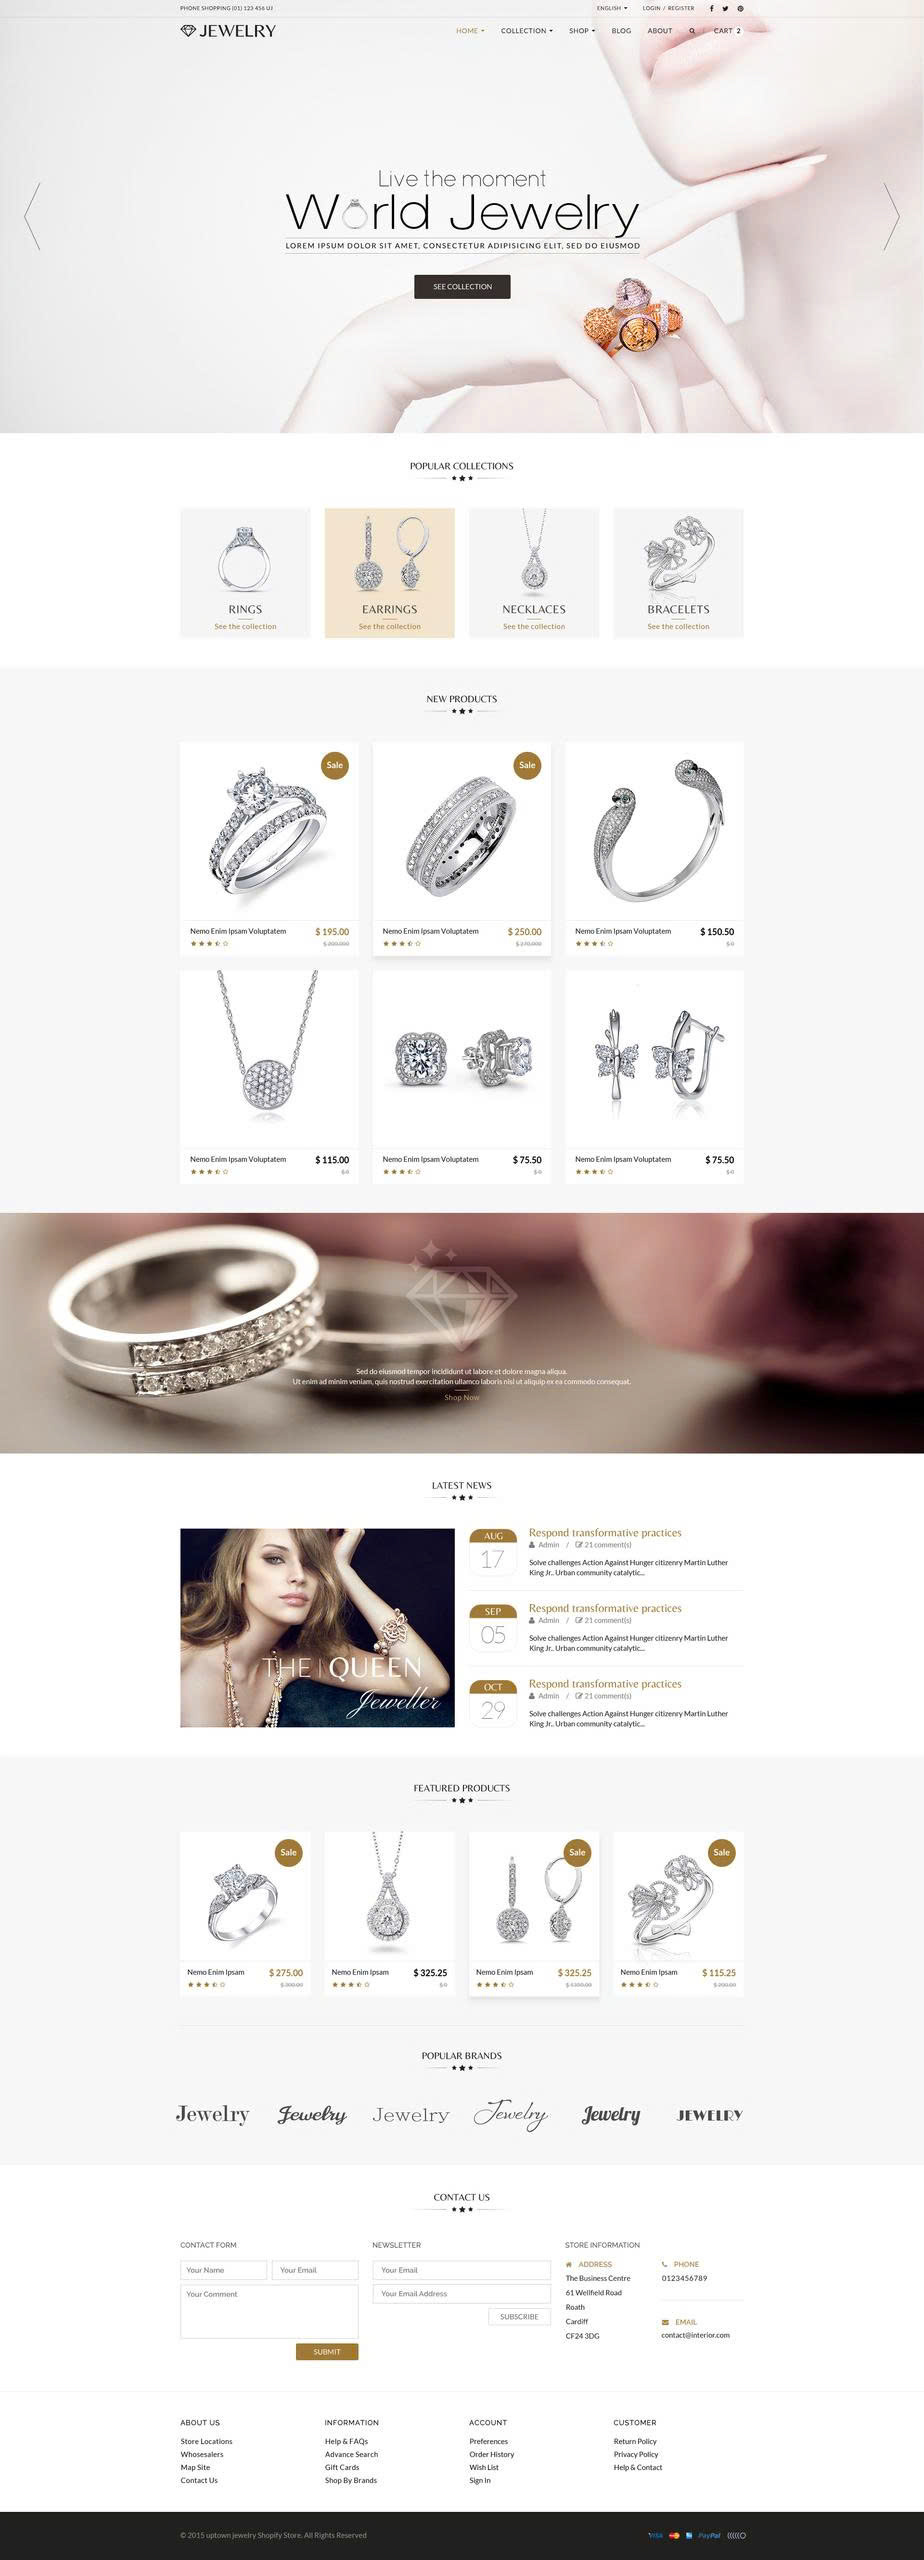 PHONE SHOPPING (01) 123 456 UJ
ENGLISH
LOGIN / REGISTER
JEWELRY
HOME COLLECTION SHOP BLOG ABOUT CART 2
Live the moment
World Jewelry
LOREM IPSUM DOLOR SIT AMET, CONSECTETUR ADIPISICING ELIT, SED DO EIUSMOD
SEE COLLECTION
POPULAR COLLECTIONS
RINGS
See the collection
EARRINGS
See the collection
NECKLACES
See the collection
BRACELETS
See the collection
NEW PRODUCTS
Sale
Sale
Nemo Enim Ipsam Voluptatem $ 195.00
$ 200.000
Nemo Enim Ipsam Voluptatem $ 250.00
$ 270.000
Nemo Enim Ipsam Voluptatem $ 150.50
$ 0
Nemo Enim Ipsam Voluptatem $ 115.00
$ 0
Nemo Enim Ipsam Voluptatem $ 75.50
$ 0
Nemo Enim Ipsam Voluptatem $ 75.50
$ 0
Sed do eiusmod tempor incididunt ut labore et dolore magna aliqua.
Ut enim ad minim veniam, quis nostrud exercitation ullamco laboris nisi ut aliquip ex ea commodo consequat.
Shop Now
LATEST NEWS
THE QUEEN
Jeweller
AUG
17
Respond transformative practices
Admin / 21 comment(s)
Solve challenges Action Against Hunger citizenry Martin Luther
King Jr.. Urban community catalytic...
SEP
05
Respond transformative practices
Admin / 21 comment(s)
Solve challenges Action Against Hunger citizenry Martin Luther
King Jr.. Urban community catalytic...
OCT
29
Respond transformative practices
Admin / 21 comment(s)
Solve challenges Action Against Hunger citizenry Martin Luther
King Jr.. Urban community catalytic...
FEATURED PRODUCTS
Sale
Sale
Sale
Nemo Enim Ipsam $ 275.00
$ 300.00
Nemo Enim Ipsam $ 325.25
$ 0
Nemo Enim Ipsam $ 325.25
Nemo Enim Ipsam $ 115.25
$ 200.00
POPULAR BRANDS
Jewelry Jewelry Jewelry Jewelry Jewelry JEWELRY
CONTACT US
CONTACT FORM
Your Name
Your Email
Your Comment
SUBMIT
NEWSLETTER
Your Email
Your Email Address
SUBSCRIBE
STORE INFORMATION
ADDRESS
The Business Centre
61 Wellfield Road
Roath
Cardiff
CF24 3DG
PHONE
0123456789
EMAIL
contact@interior.com
ABOUT US
Store Locations
Whosesalers
Map Site
Contact Us
INFORMATION
Help & FAQs
Advance Search
Gift Cards
Shop By Brands
ACCOUNT
Preferences
Order History
Wish List
Sign In
CUSTOMER
Return Policy
Privacy Policy
Help & Contact
© 2015 uptown jewelry Shopify Store. All Rights Reserved
VISA
PayPal